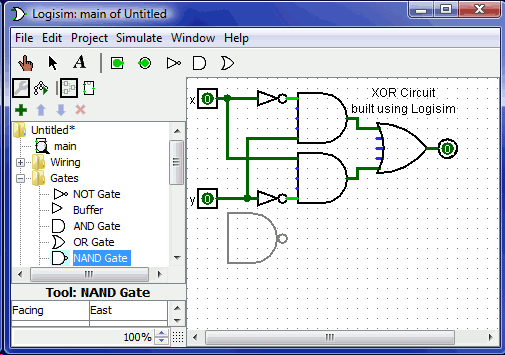 Logisim: main of Untitled
File Edit Project Simulate Window Help
A
Untitled*
main
Wiring
Gates
NOT Gate
Buffer
AND Gate
OR Gate
NAND Gate
Tool: NAND Gate
Facing East
100%
XOR Circuit
built using Logisim
x 0
0
y 0